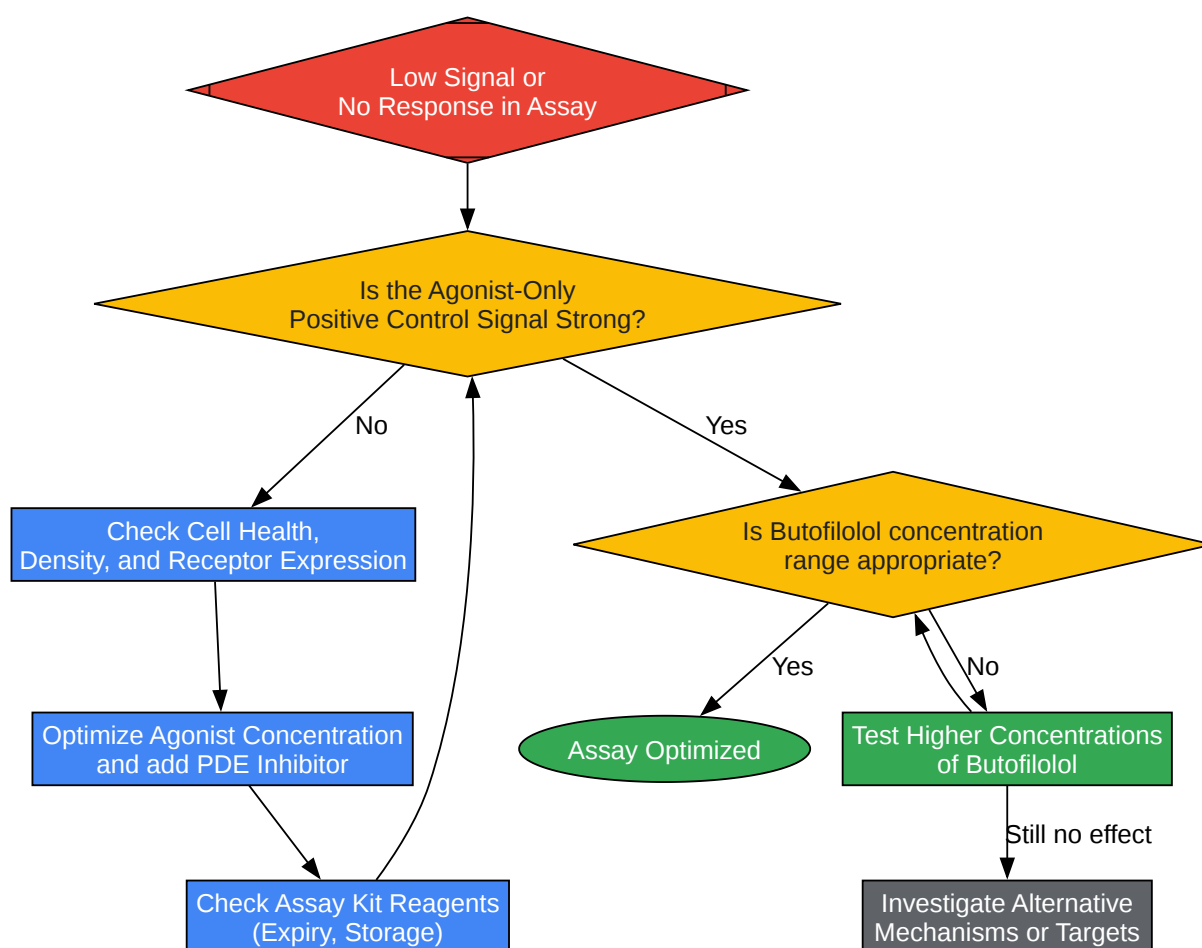 Low Signal or
No Response in Assay
Is the Agonist-Only
Positive Control Signal Strong?
No
Yes
Check Cell Health,
Density, and Receptor Expression
Is Butofilolol concentration
range appropriate?
Yes
No
Optimize Agonist Concentration
and add PDE Inhibitor
Assay Optimized
Test Higher Concentrations
of Butofilolol
Still no effect
Check Assay Kit Reagents
(Expiry, Storage)
Investigate Alternative
Mechanisms or Targets